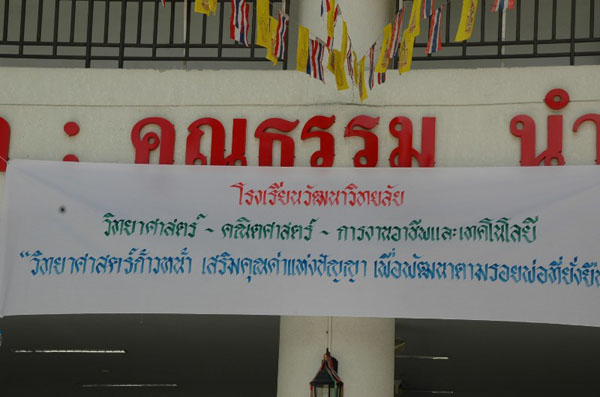 : คุณธรรม นำ
โรงเรียนวัฒนาวิทยาลัย
วิทยาศาสตร์ - คณิตศาสตร์ - การงานอาชีพและเทคโนโลยี
“วิทยาศาสตร์ก้าวหน้า เสริมคุณค่าแห่งปัญญา เพื่อพัฒนาตามรอยพ่อที่ยั่งยืน